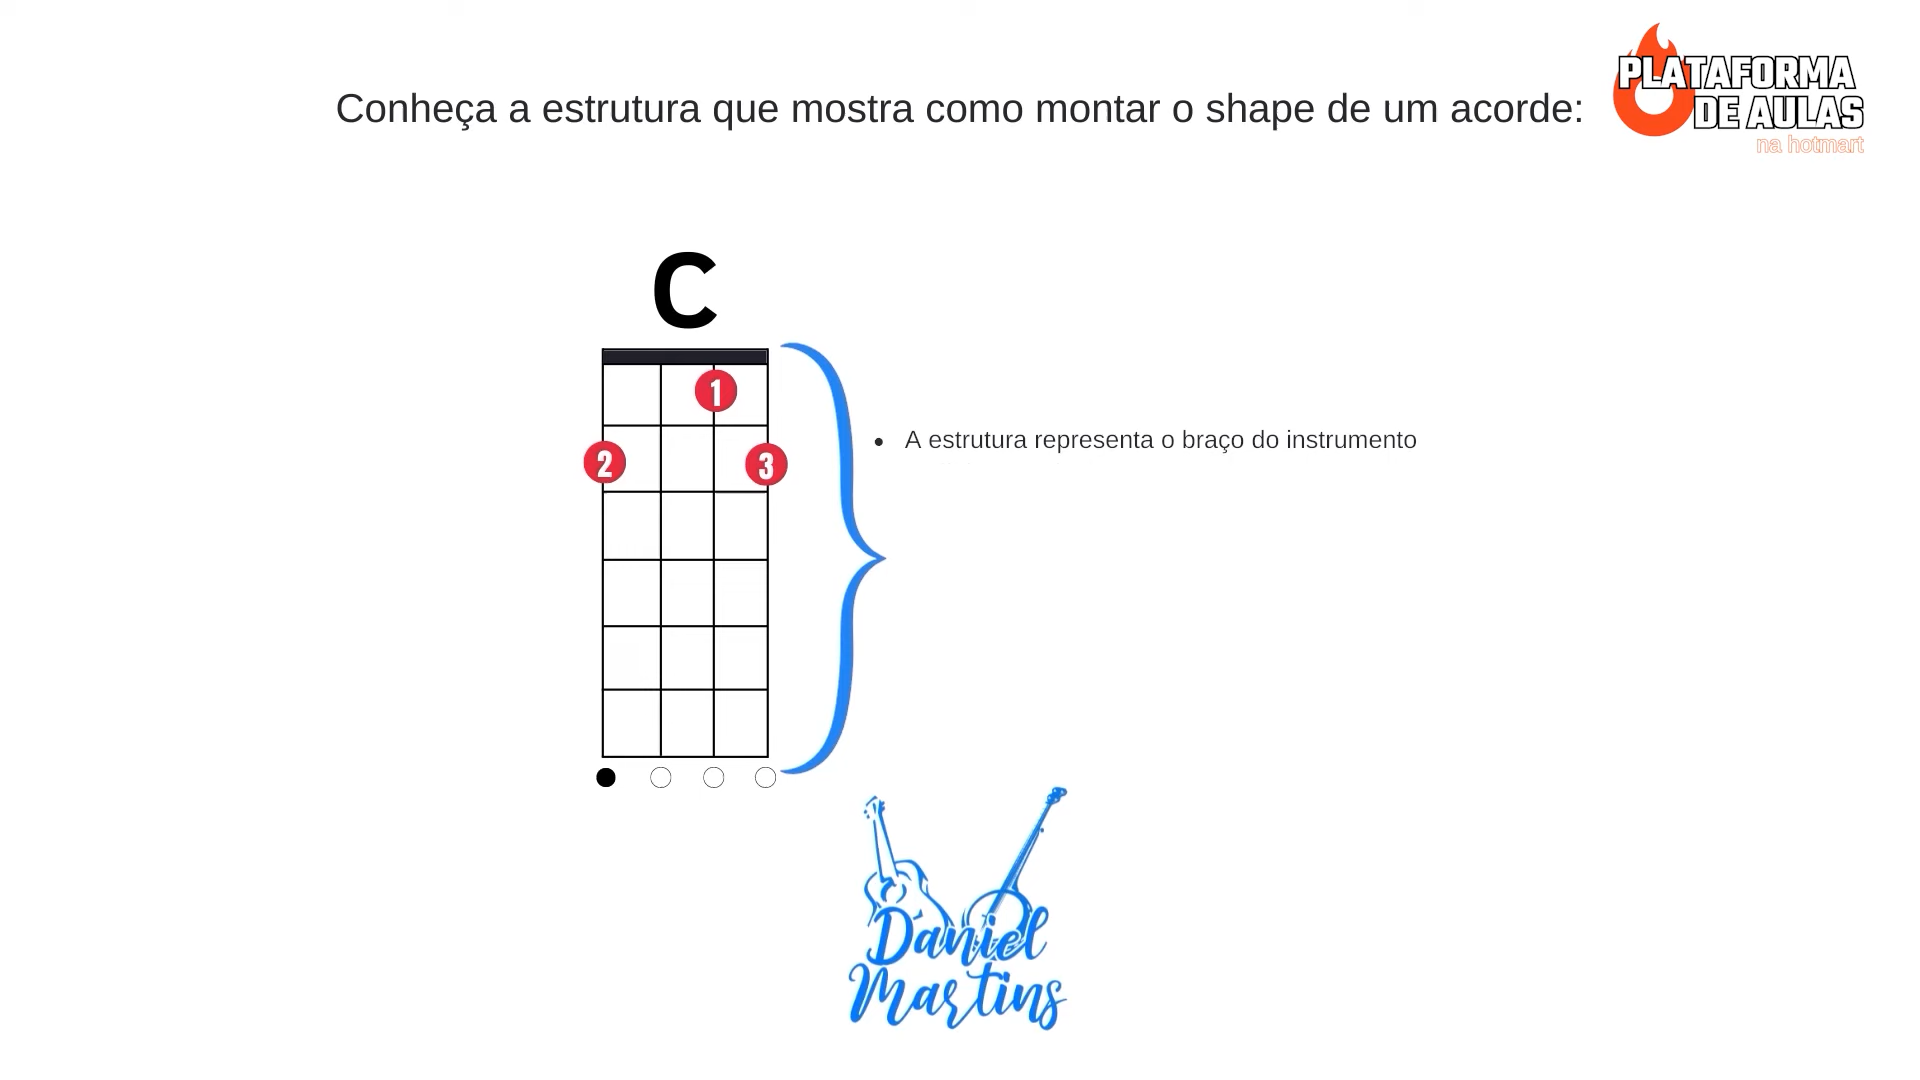 PLATAFORMA
DE AULAS
na hotmart
Conheça a estrutura que mostra como montar o shape de um acorde:
C
1
2
3
• A estrutura representa o braço do instrumento
Daniel
Martins